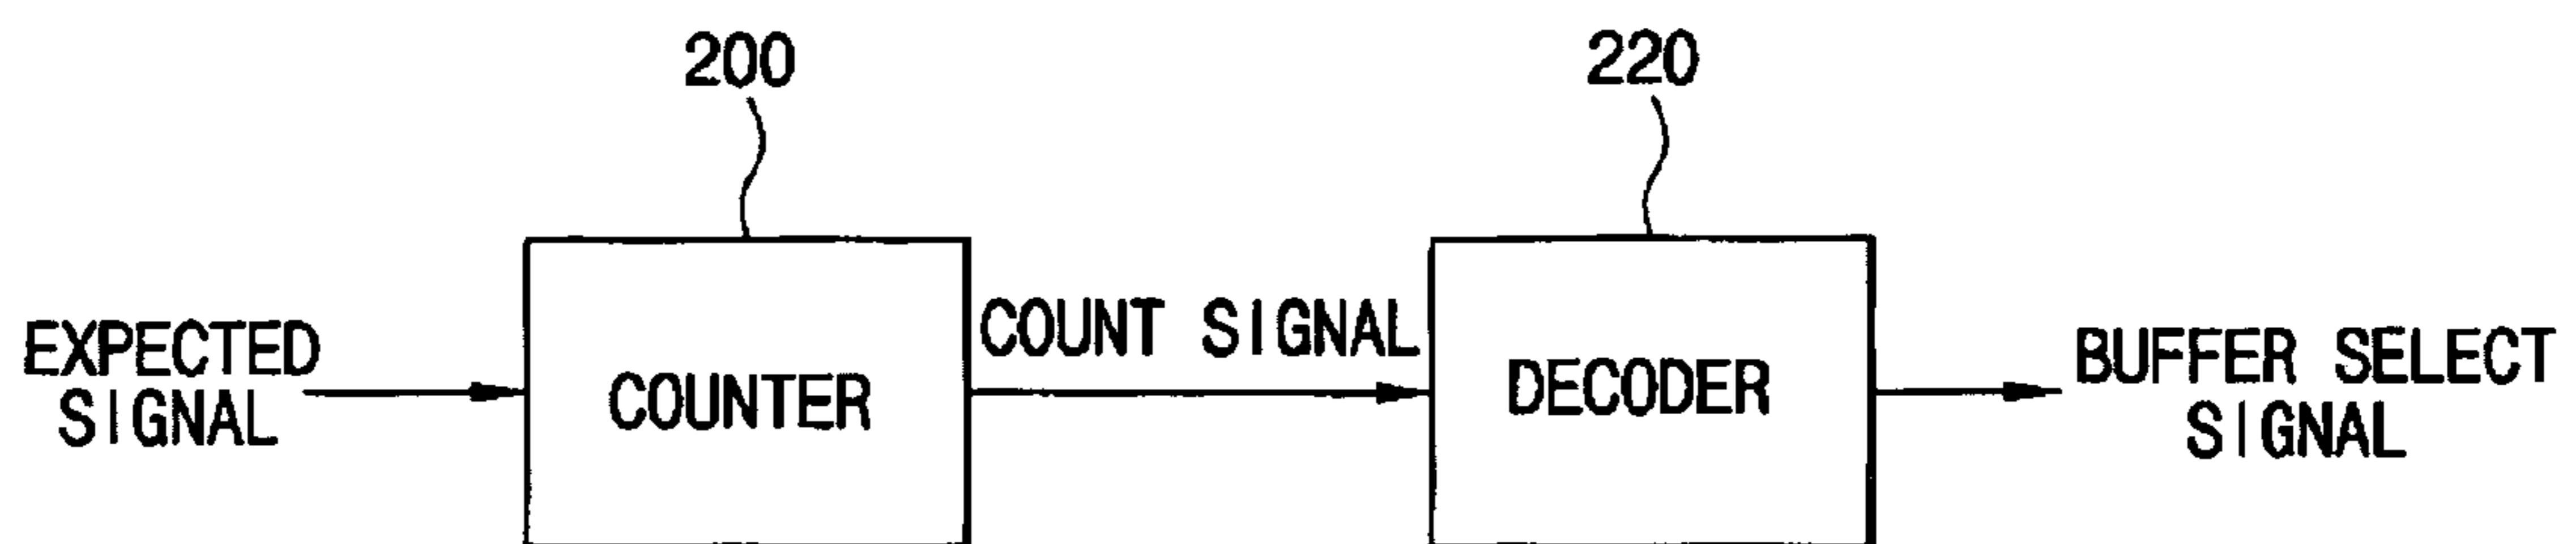 200
220
EXPECTED
SIGNAL
COUNTER
COUNT SIGNAL
DECODER
BUFFER SELECT
SIGNAL